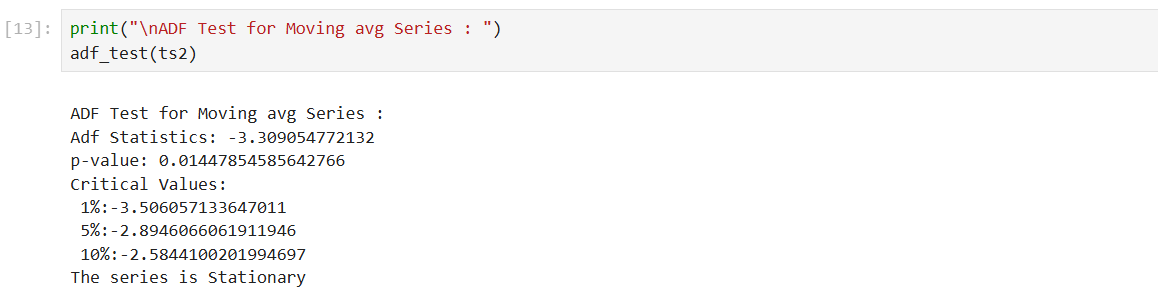 [13]: print("\nADF Test for Moving avg Series : ")
adf_test(ts2)
ADF Test for Moving avg Series :
Adf Statistics: -3.309054772132
p-value: 0.01447854585642766
Critical Values:
1%:-3.506057133647011
5%:-2.8946066061911946
10%:-2.5844100201994697
The series is Stationary